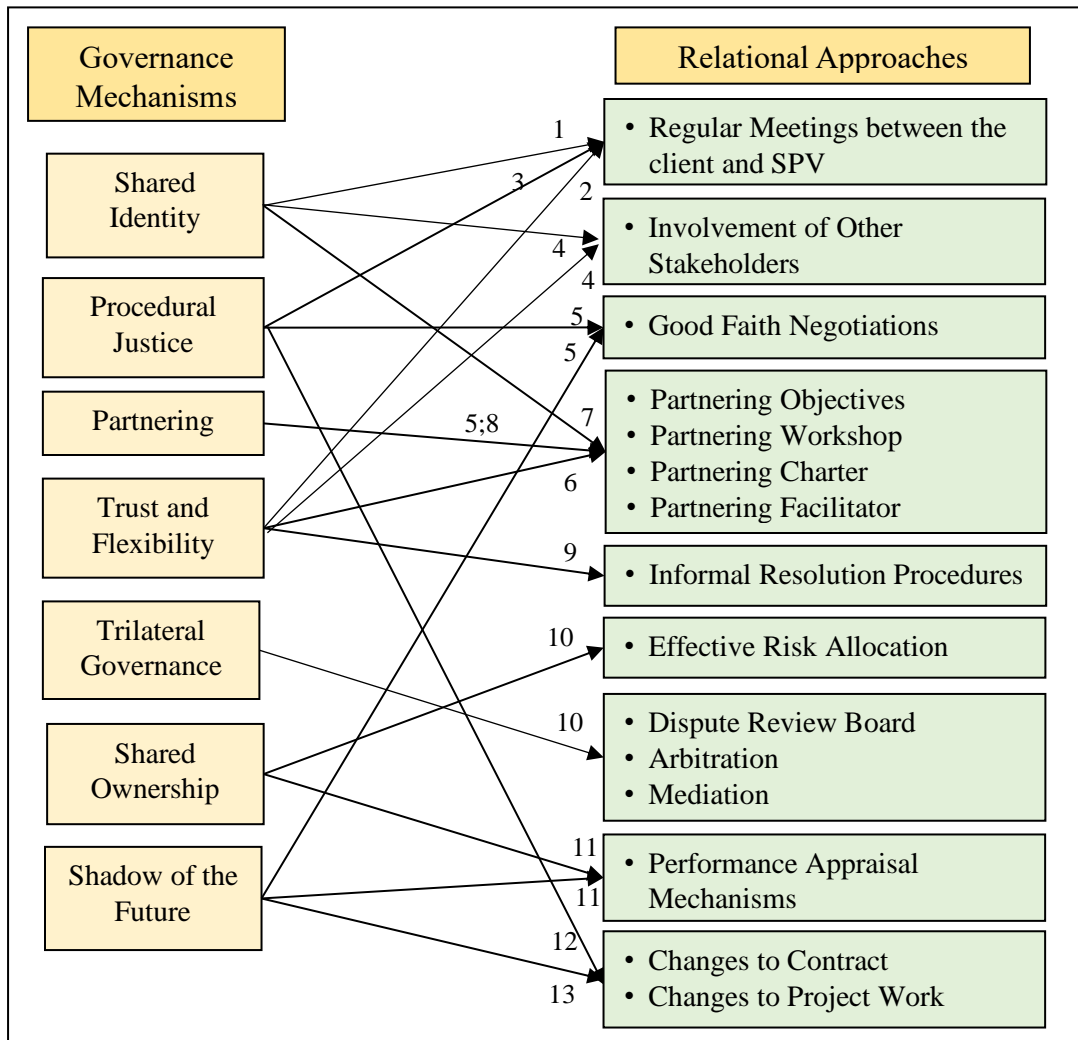 Governance
Mechanisms
Relational Approaches
Shared
Identity
Procedural
Justice
Partnering
Trust and
Flexibility
Trilateral
Governance
Shared
Ownership
Shadow of the
Future
1
3
2
4
4
5
5
5;8
7
6
9
10
10
11
11
12
13
• Regular Meetings between the
client and SPV
• Involvement of Other
Stakeholders
• Good Faith Negotiations
• Partnering Objectives
• Partnering Workshop
• Partnering Charter
• Partnering Facilitator
• Informal Resolution Procedures
• Effective Risk Allocation
• Dispute Review Board
• Arbitration
• Mediation
• Performance Appraisal
Mechanisms
• Changes to Contract
• Changes to Project Work